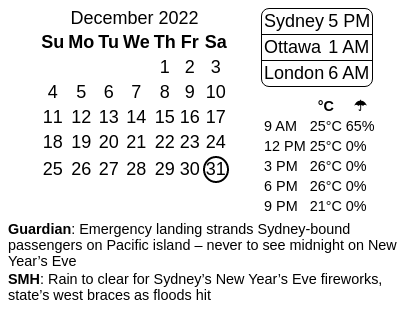 December 2022
Su Mo Tu We Th Fr Sa
1 2 3
4 5 6 7 8 9 10
11 12 13 14 15 16 17
18 19 20 21 22 23 24
25 26 27 28 29 30 31
Sydney 5 PM
Ottawa 1 AM
London 6 AM
°C ☂
9 AM 25°C 65%
12 PM 25°C 0%
3 PM 26°C 0%
6 PM 26°C 0%
9 PM 21°C 0%
Guardian: Emergency landing strands Sydney-bound
passengers on Pacific island – never to see midnight on New
Year’s Eve
SMH: Rain to clear for Sydney’s New Year’s Eve fireworks,
state’s west braces as floods hit